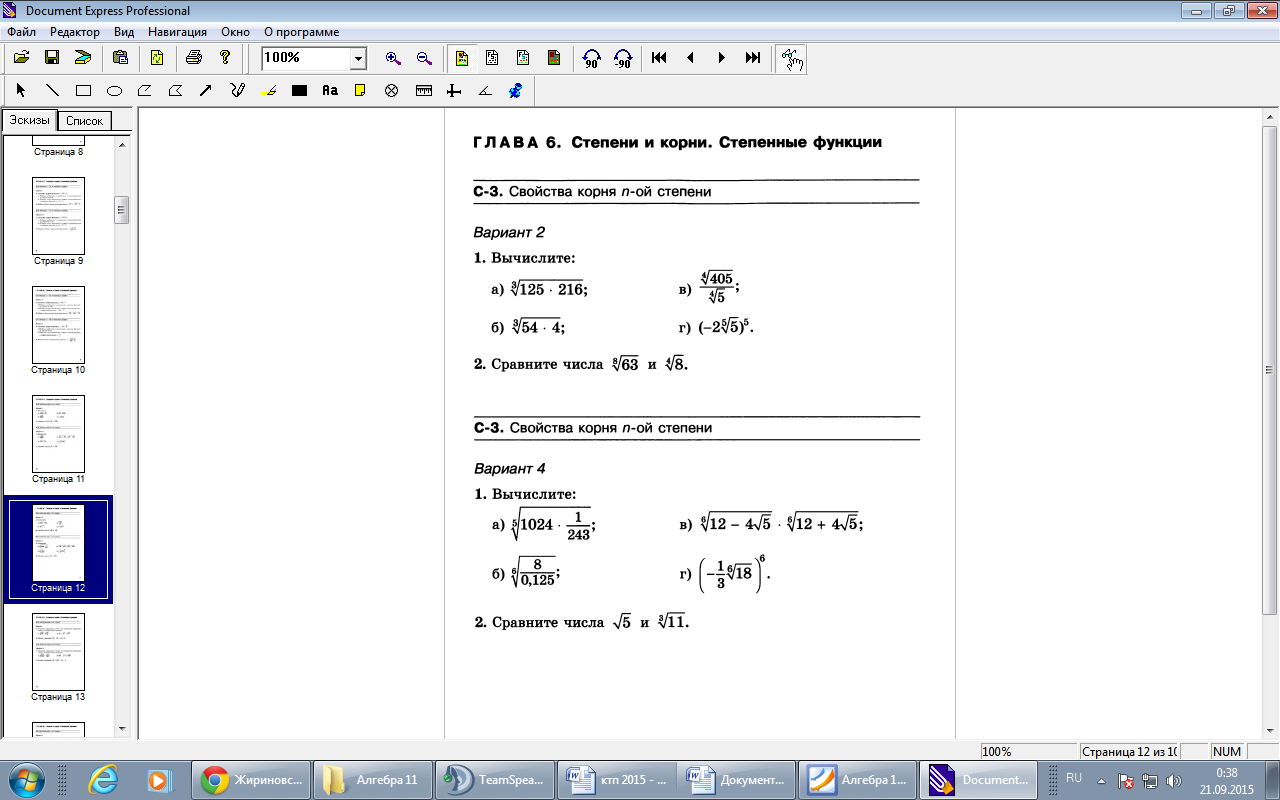 Document Express Professional
Файл Редактор Вид Навигация Окно О программе
100%
90 -90
Aa
Эскизы Список
Страница 8
Страница 9
Страница 10
Страница 11
Страница 12
Страница 13
ГЛАВА 6. Степени и корни. Степенные функции
С-3. Свойства корня n-ой степени
Вариант 2
1. Вычислите:
а) ∛(125 · 216); в) ∜405/∜5;
б) ∛(54 · 4); г) (−2⁵√5)⁵.
2. Сравните числа ⁸√63 и ∜8.
С-3. Свойства корня n-ой степени
Вариант 4
1. Вычислите:
а) ⁵√(1024 · 1/243); в) ⁶√(12 − 4√5) · ⁶√(12 + 4√5);
б) ⁶√(8/0,125); г) (−1/3 ⁶√18)⁶.
2. Сравните числа √5 и ∛11.
100% Страница 12 из 10 NUM
Жириновс... Алгебра 11 TeamSpea... ктп 2015 - ... Документ... Алгебра 1... Document... RU 0:38
21.09.2015